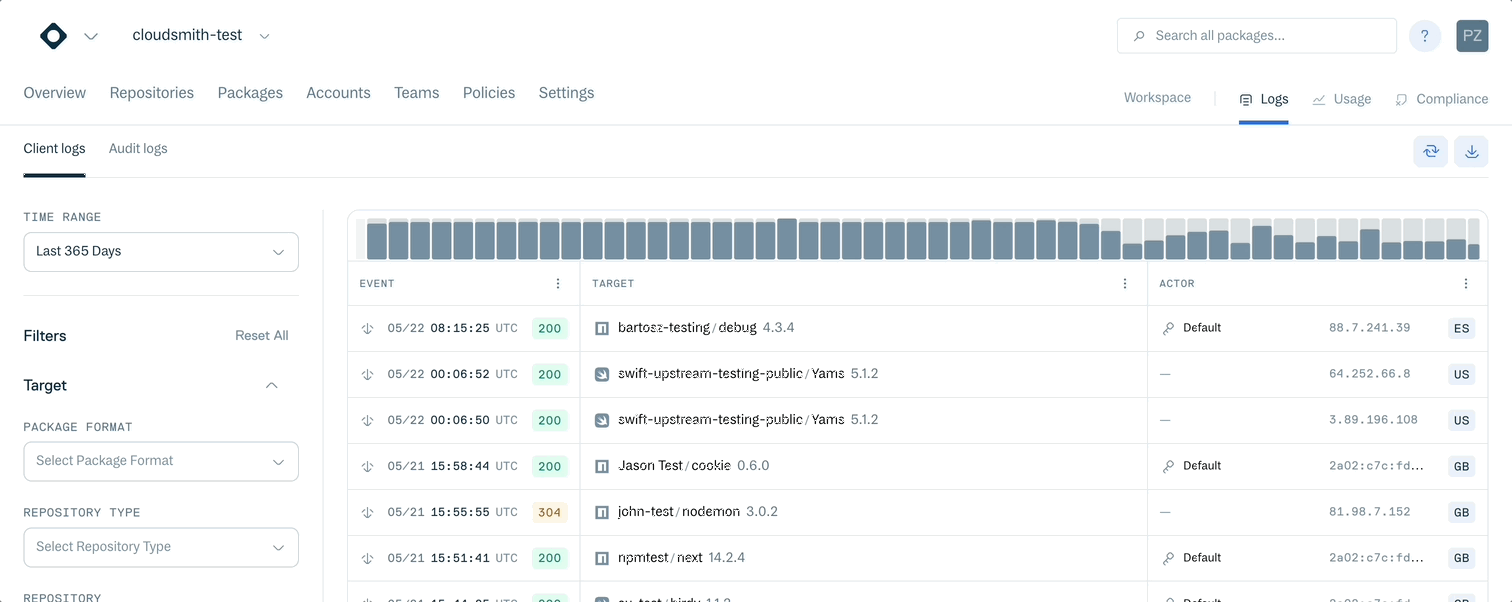 cloudsmith-test
Search all packages...
?
PZ
Overview Repositories Packages Accounts Teams Policies Settings
Workspace Logs Usage Compliance
Client logs Audit logs
TIME RANGE
Last 365 Days
Filters Reset All
Target
PACKAGE FORMAT
Select Package Format
REPOSITORY TYPE
Select Repository Type
REPOSITORY
EVENT TARGET ACTOR
05/22 08:15:25 UTC 200 bartosz-testing/debug 4.3.4 Default 88.7.241.39 ES
05/22 00:06:52 UTC 200 swift-upstream-testing-public/Yams 5.1.2 — 64.252.66.8 US
05/22 00:06:50 UTC 200 swift-upstream-testing-public/Yams 5.1.2 — 3.89.196.108 US
05/21 15:58:44 UTC 200 Jason Test/cookie 0.6.0 Default 2a02:c7c:fd... GB
05/21 15:55:55 UTC 304 john-test/nodemon 3.0.2 — 81.98.7.152 GB
05/21 15:51:41 UTC 200 npmtest/next 14.2.4 Default 2a02:c7c:fd... GB